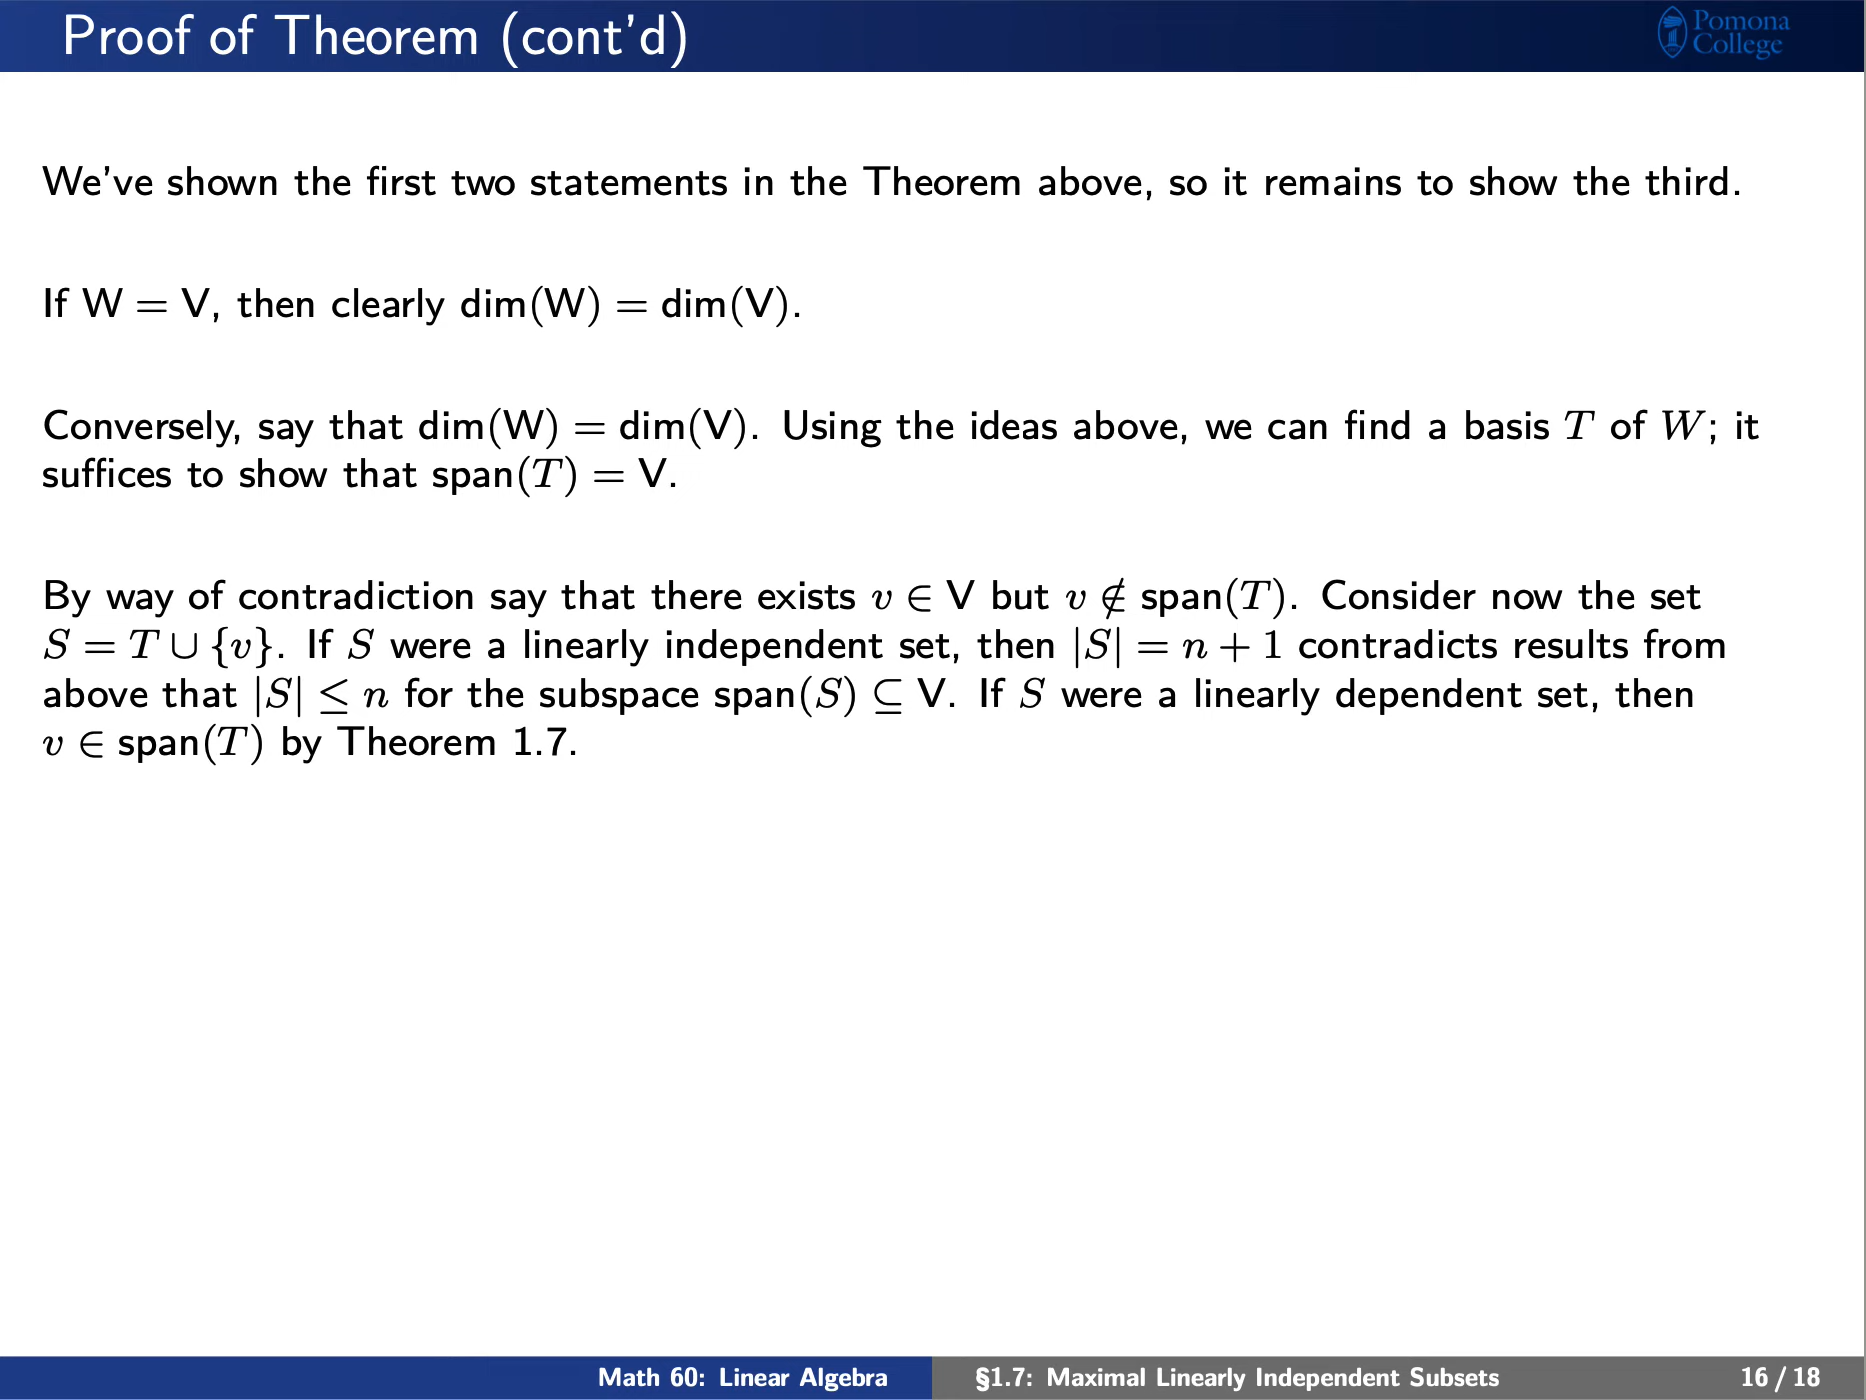 Proof of Theorem (cont'd)
Pomona
College
We've shown the first two statements in the Theorem above, so it remains to show the third.
If W = V, then clearly dim(W) = dim(V).
Conversely, say that dim(W) = dim(V). Using the ideas above, we can find a basis T of W; it
suffices to show that span(T) = V.
By way of contradiction say that there exists v ∈ V but v ∉ span(T). Consider now the set
S = T ∪ {v}. If S were a linearly independent set, then |S| = n + 1 contradicts results from
above that |S| ≤ n for the subspace span(S) ⊆ V. If S were a linearly dependent set, then
v ∈ span(T) by Theorem 1.7.
Math 60: Linear Algebra
§1.7: Maximal Linearly Independent Subsets
16 / 18